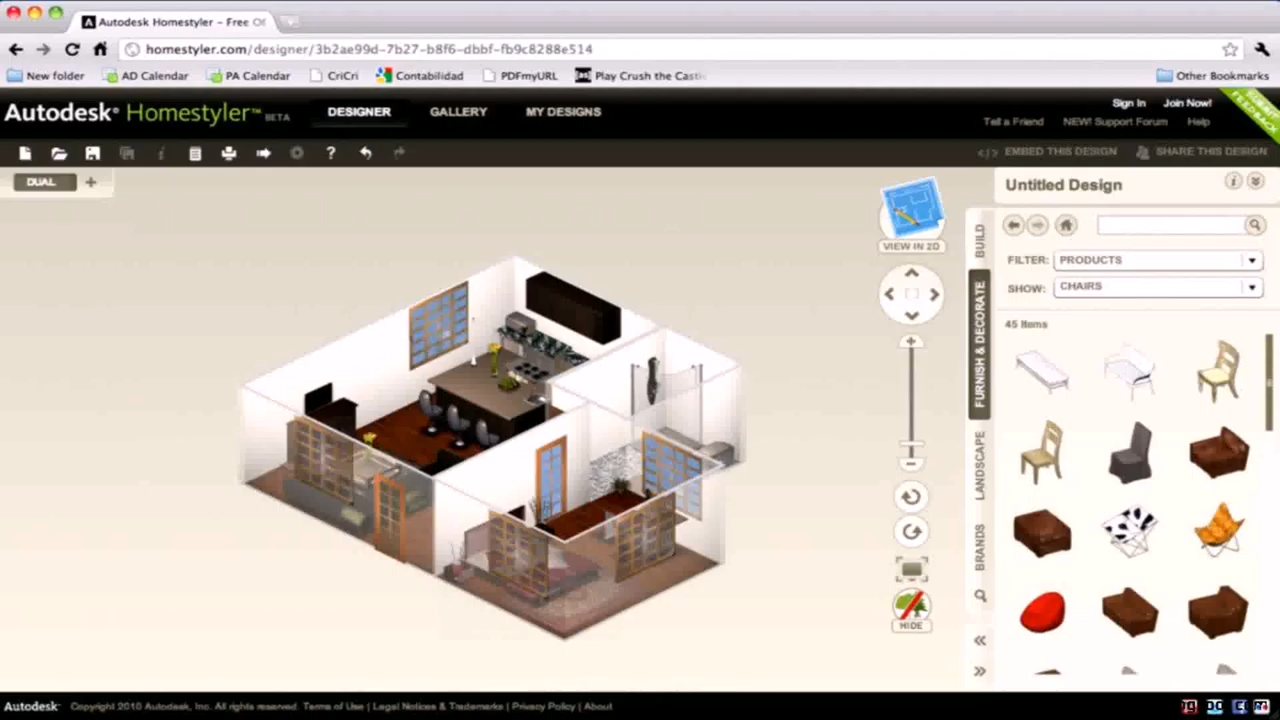 Autodesk Homestyler – Free Of
homestyler.com/designer/3b2ae99d-7b27-b8f6-dbbf-fb9c8288e514
New folder AD Calendar PA Calendar CriCri Contabilidad PDFmyURL Play Crush the Castl Other Bookmarks
Autodesk® Homestyler™ BETA DESIGNER GALLERY MY DESIGNS
Sign In Join Now!
Tell a Friend NEW! Support Forum Help
FEEDBACK
EMBED THIS DESIGN SHARE THIS DESIGN
DUAL +
Untitled Design
VIEW IN 2D
BUILD
FURNISH & DECORATE
LANDSCAPE
BRANDS
FILTER: PRODUCTS
SHOW: CHAIRS
45 Items
HIDE
Autodesk® Copyright 2010 Autodesk, Inc. All rights reserved. Terms of Use | Legal Notices & Trademarks | Privacy Policy | About